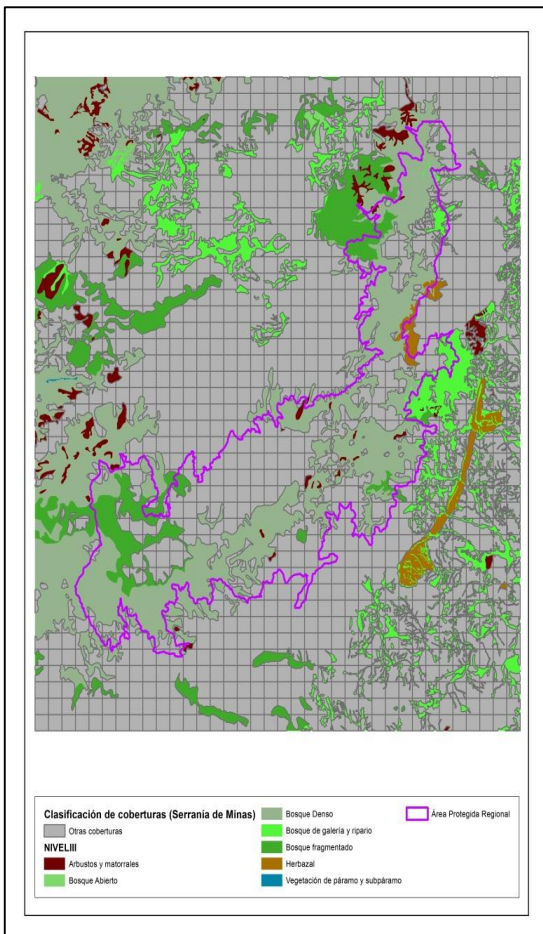 Clasificación de coberturas (Serranía de Minas)
Otras coberturas
NIVELIII
Arbustos y matorrales
Bosque Abierto
Bosque Denso
Bosque de galería y ripario
Bosque fragmentado
Herbazal
Vegetación de páramo y subpáramo
Área Protegida Regional